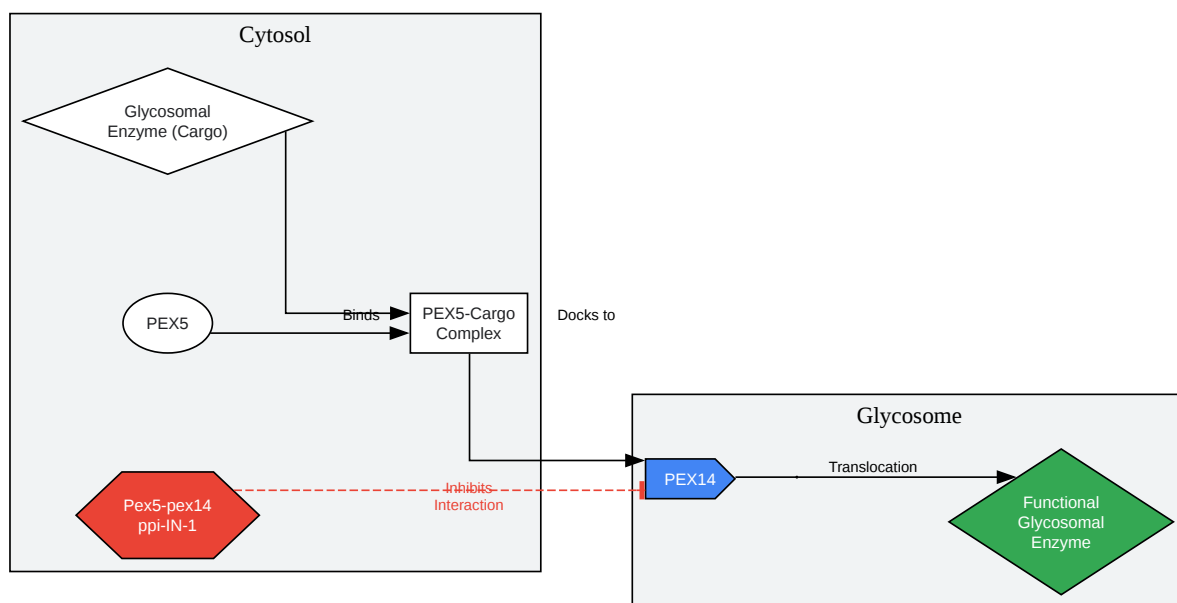 Cytosol
Glycosomal
Enzyme (Cargo)
PEX5
Binds
PEX5-Cargo
Complex
Docks to
Glycosome
PEX14
Translocation
Functional
Glycosomal
Enzyme
Pex5-pex14
ppi-IN-1
Inhibits
Interaction